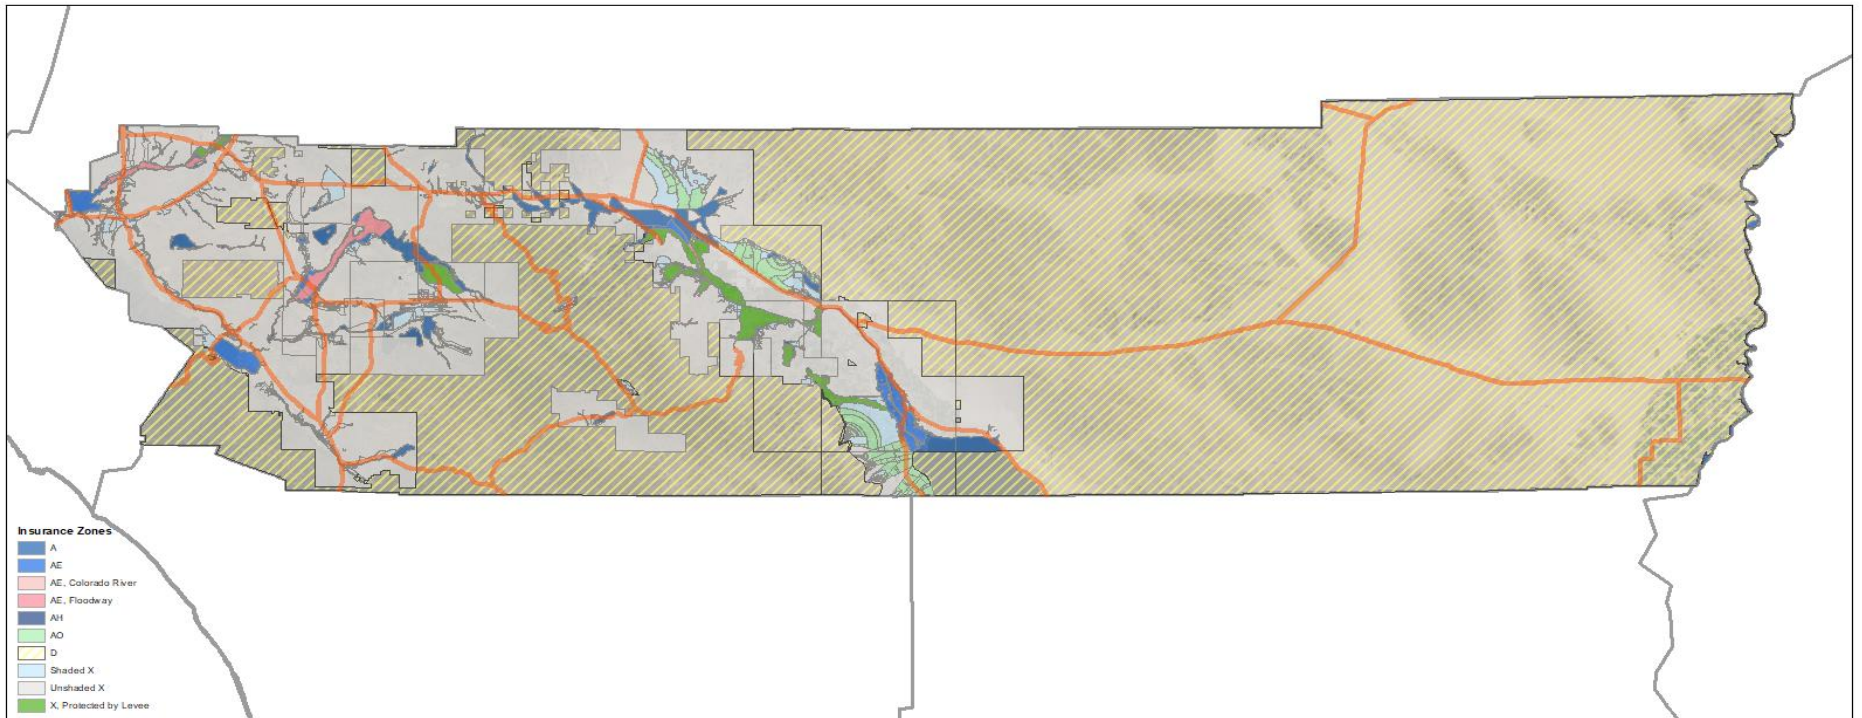 Insurance Zones
A
AE
AE, Colorado River
AE, Floodway
AH
AO
D
Shaded X
Unshaded X
X, Protected by Levee